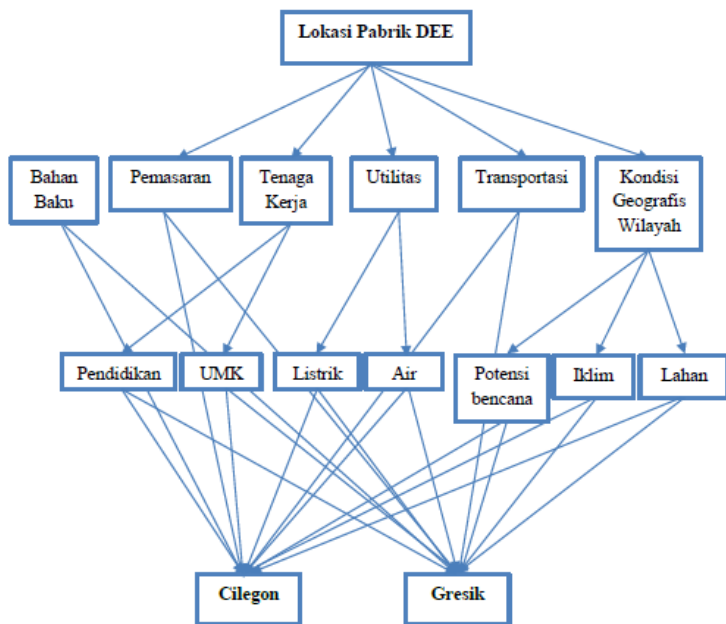 Lokasi Pabrik DEE
Bahan
Baku
Pemasaran
Tenaga
Kerja
Utilitas
Transportasi
Kondisi
Geografis
Wilayah
Pendidikan
UMK
Listrik
Air
Potensi
bencana
Iklim
Lahan
Cilegon
Gresik